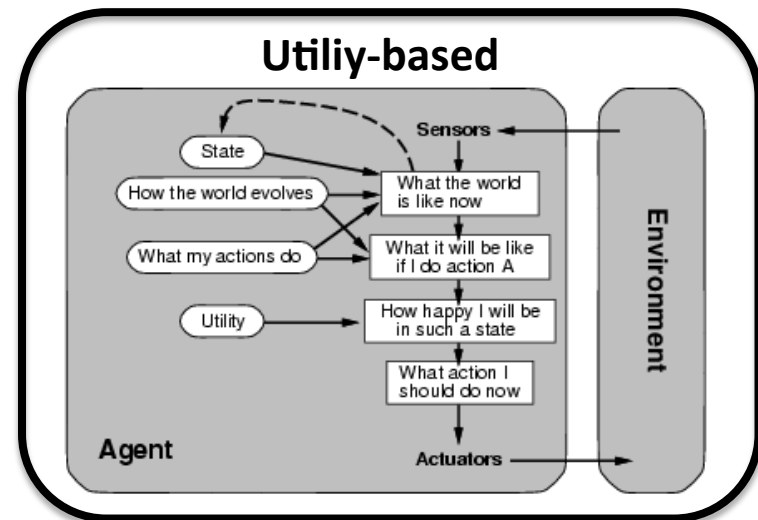 Utiliy-based
Sensors
State
What the world
is like now
How the world evolves
What it will be like
if I do action A
What my actions do
How happy I will be
in such a state
Utility
What action I
should do now
Agent
Actuators
Environment